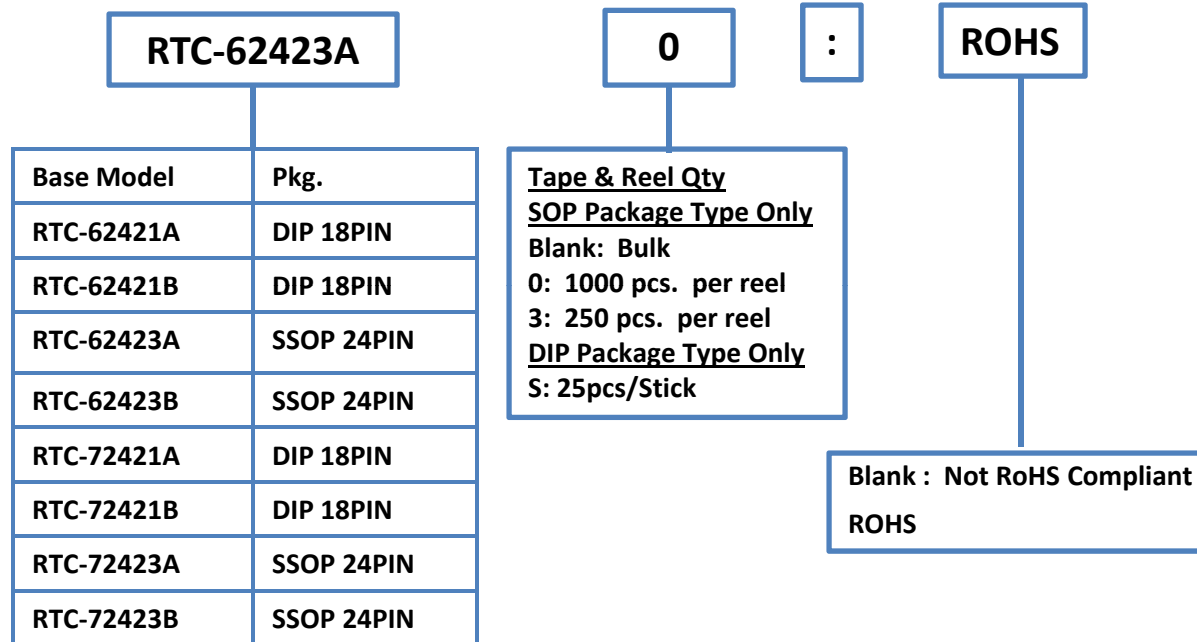 RTC-62423A 0 : ROHS
Base Model Pkg.
RTC-62421A DIP 18PIN
RTC-62421B DIP 18PIN
RTC-62423A SSOP 24PIN
RTC-62423B SSOP 24PIN
RTC-72421A DIP 18PIN
RTC-72421B DIP 18PIN
RTC-72423A SSOP 24PIN
RTC-72423B SSOP 24PIN
Tape & Reel Qty
SOP Package Type Only
Blank: Bulk
0: 1000 pcs. per reel
3: 250 pcs. per reel
DIP Package Type Only
S: 25pcs/Stick
Blank : Not RoHS Compliant
ROHS